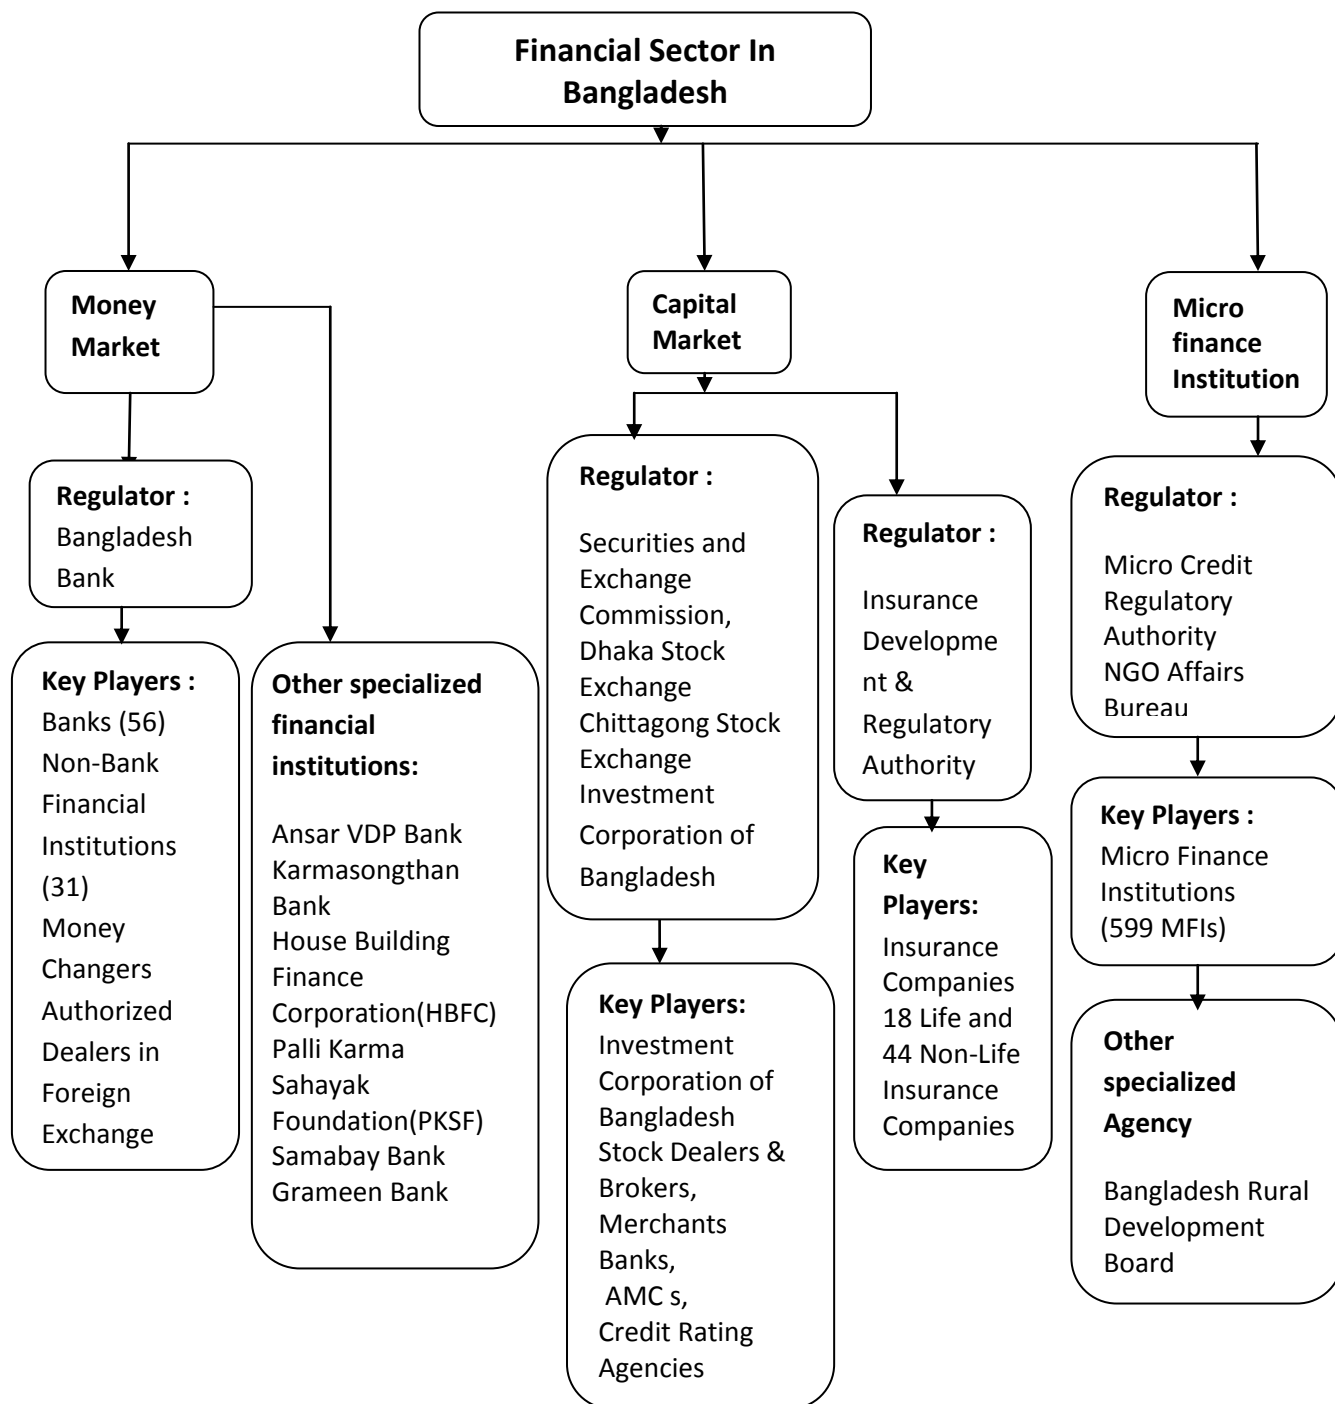 Financial Sector In
Bangladesh
Money
Market
Capital
Market
Micro
finance
Institution
Regulator :
Bangladesh
Bank
Key Players :
Banks (56)
Non-Bank
Financial
Institutions
(31)
Money
Changers
Authorized
Dealers in
Foreign
Exchange
Other specialized
financial
institutions:
Ansar VDP Bank
Karmasongthan
Bank
House Building
Finance
Corporation(HBFC)
Palli Karma
Sahayak
Foundation(PKSF)
Samabay Bank
Grameen Bank
Regulator :
Securities and
Exchange
Commission,
Dhaka Stock
Exchange
Chittagong Stock
Exchange
Investment
Corporation of
Bangladesh
Key Players:
Investment
Corporation of
Bangladesh
Stock Dealers &
Brokers,
Merchants
Banks,
AMC s,
Credit Rating
Agencies
Regulator :
Insurance
Developme
nt &
Regulatory
Authority
Key
Players:
Insurance
Companies
18 Life and
44 Non-Life
Insurance
Companies
Regulator :
Micro Credit
Regulatory
Authority
NGO Affairs
Bureau
Key Players :
Micro Finance
Institutions
(599 MFIs)
Other
specialized
Agency
Bangladesh Rural
Development
Board